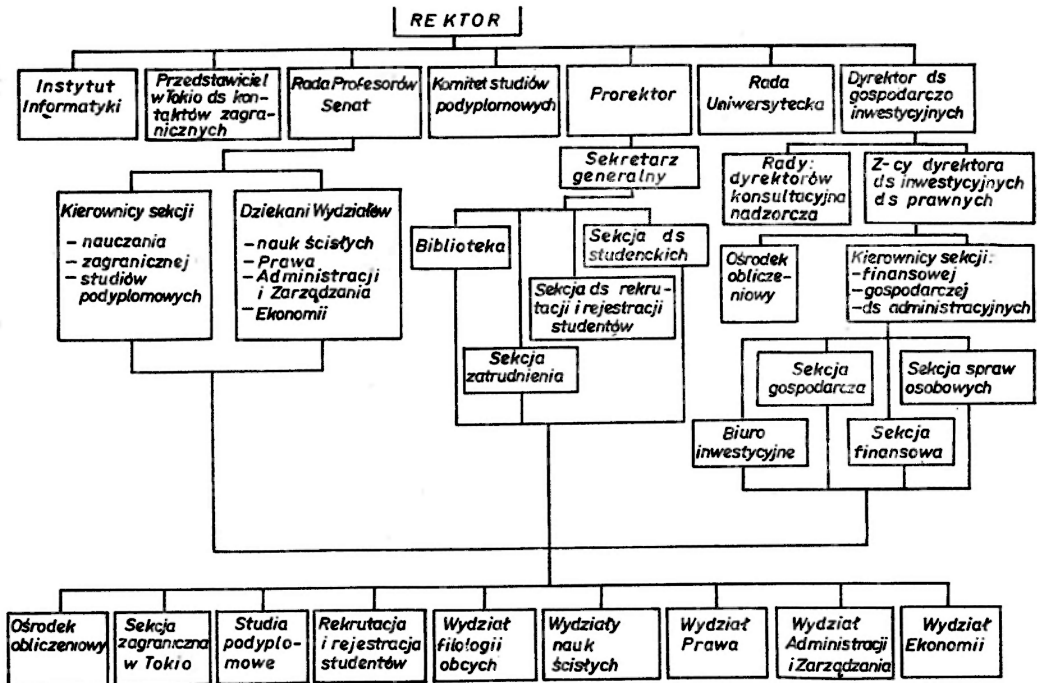 REKTOR
Instytut
Informatyki
Przedstawiciel
w Tokio ds kon-
taktów zagra-
nicznych
Rada Profesorów
Senat
Komitet studiów
podyplomowych
Prorektor
Rada
Uniwersytecka
Dyrektor ds
gospodarczo
inwestycyjnych
Sekretarz
generalny
Rady:
dyrektorów
konsultacyjna
nadzorcza
Z-cy dyrektora
ds inwestycyjnych
ds prawnych
Kierownicy sekcji
- nauczania
- zagranicznej
- studiów
podyplomowych
Dziekani Wydziałów
- nauk ścisłych
- Prawa
- Administracji
i Zarządzania
- Ekonomii
Biblioteka
Sekcja ds
studenckich
Sekcja ds rekru-
tacji i rejestracji
studentów
Sekcja
zatrudnienia
Ośrodek
oblicze-
niowy
Kierownicy sekcji:
- finansowej
- gospodarczej
- ds administracyjnych
Sekcja
gospodarcza
Sekcja spraw
osobowych
Biuro
inwestycyjne
Sekcja
finansowa
Ośrodek
obliczeniowy
Sekcja
zagraniczna
w Tokio
Studia
podyplo-
mowe
Rekrutacja
i rejestracja
studentów
Wydział
filologii
obcych
Wydziały
nauk
ścisłych
Wydział
Prawa
Wydział
Administracji
i Zarządzania
Wydział
Ekonomii